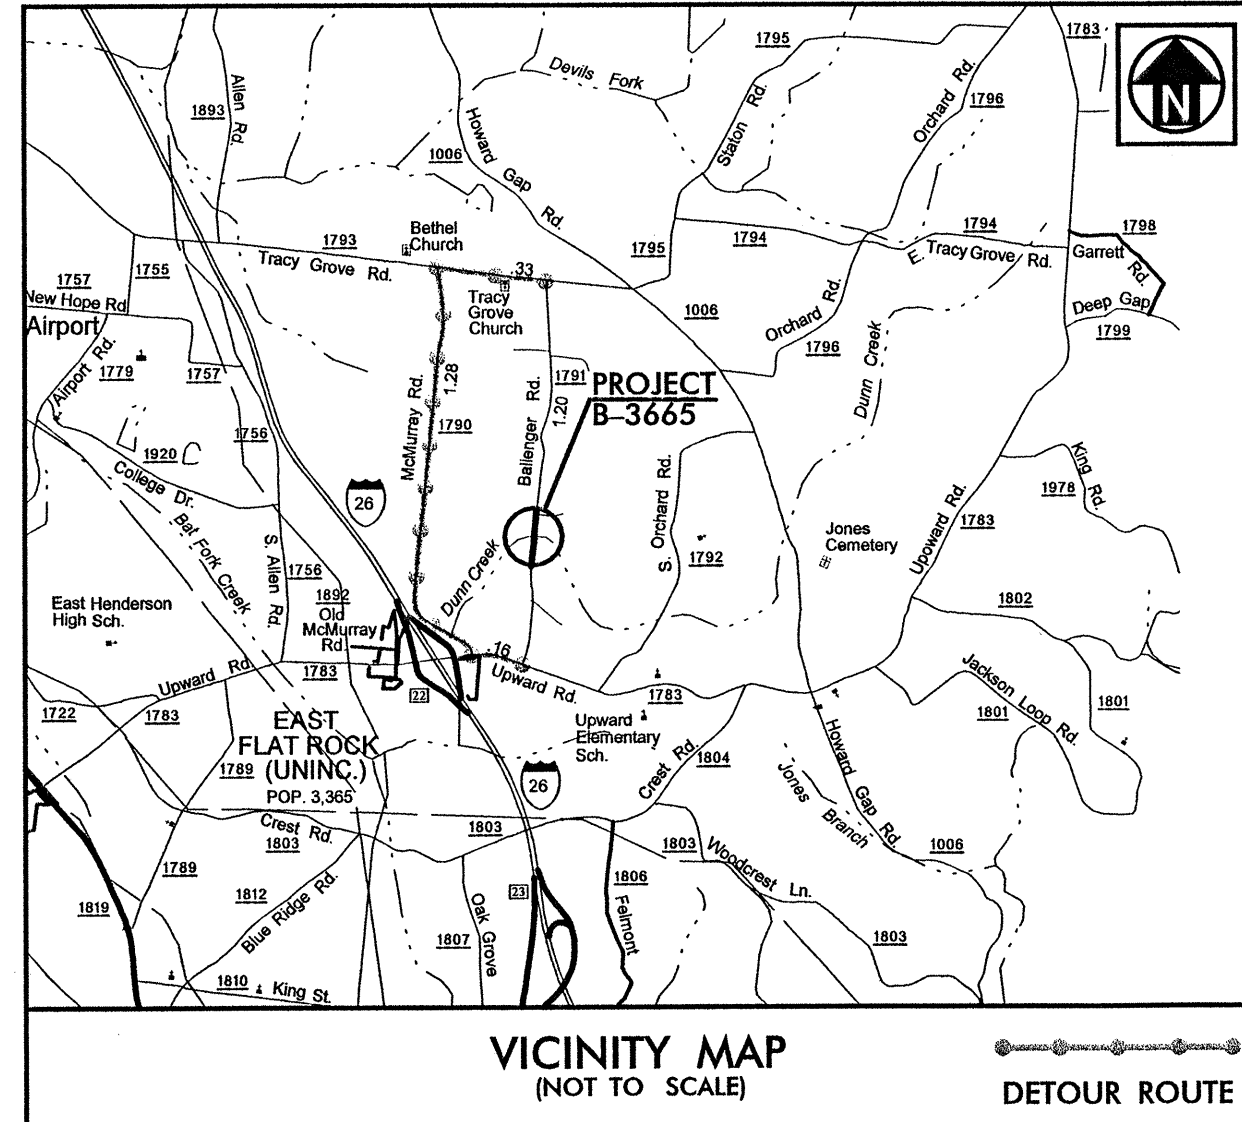 1795
1783
N
Devils Fork
Allen Rd.
1893
Howard Gap Rd.
1006
Staton Rd.
Orchard Rd.
1796
Bethel
Church
1793
Tracy Grove Rd.
.33
1795
1794
1794
E. Tracy Grove Rd.
1798
Garrett Rd.
Deep Gap
1799
1757
1755
New Hope Rd
Airport
Tracy
Grove
Church
1006
Orchard Rd.
1796
Dunn Creek
Airport Rd.
1779
1757
McMurray Rd.
1.28
1790
Ballenger Rd.
1791
1.20
PROJECT
B-3665
1756
1920
College Dr.
26
Bat Fork Creek
S. Orchard Rd.
1792
Jones
Cemetery
Upoward Rd.
1783
King Rd.
1978
S. Allen Rd.
1756
Dunn Creek
East Henderson
High Sch.
1892
Old
McMurray
Rd
1802
Upward Rd.
1783
.16
Upward Rd.
1783
22
1722
1783
Jackson Loop Rd.
1801
1801
EAST
FLAT ROCK
(UNINC.)
POP. 3,365
1789
Upward
Elementary
Sch.
26
Crest Rd.
1804
Jones Branch
Howard Gap Rd.
1006
Crest Rd.
1803
1803
1803
Woodcrest Ln.
1789
1812
Blue Ridge Rd.
1819
23
1806
Felmont
Oak Grove
1807
1803
1810
King St.
VICINITY MAP
(NOT TO SCALE)
DETOUR ROUTE